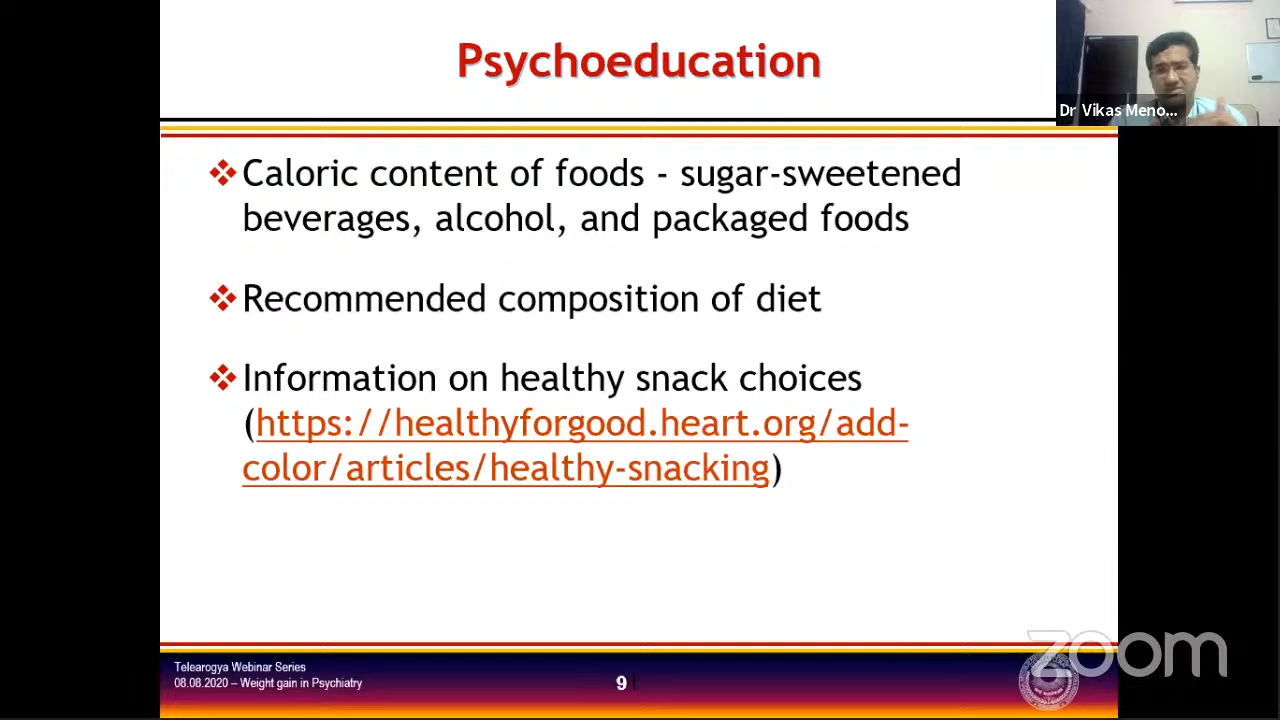 Psychoeducation
Dr Vikas Meno...
Caloric content of foods - sugar-sweetened
beverages, alcohol, and packaged foods
Recommended composition of diet
Information on healthy snack choices
(https://healthyforgood.heart.org/add-
color/articles/healthy-snacking)
Telearogya Webinar Series
08.08.2020 – Weight gain in Psychiatry
9
zoom